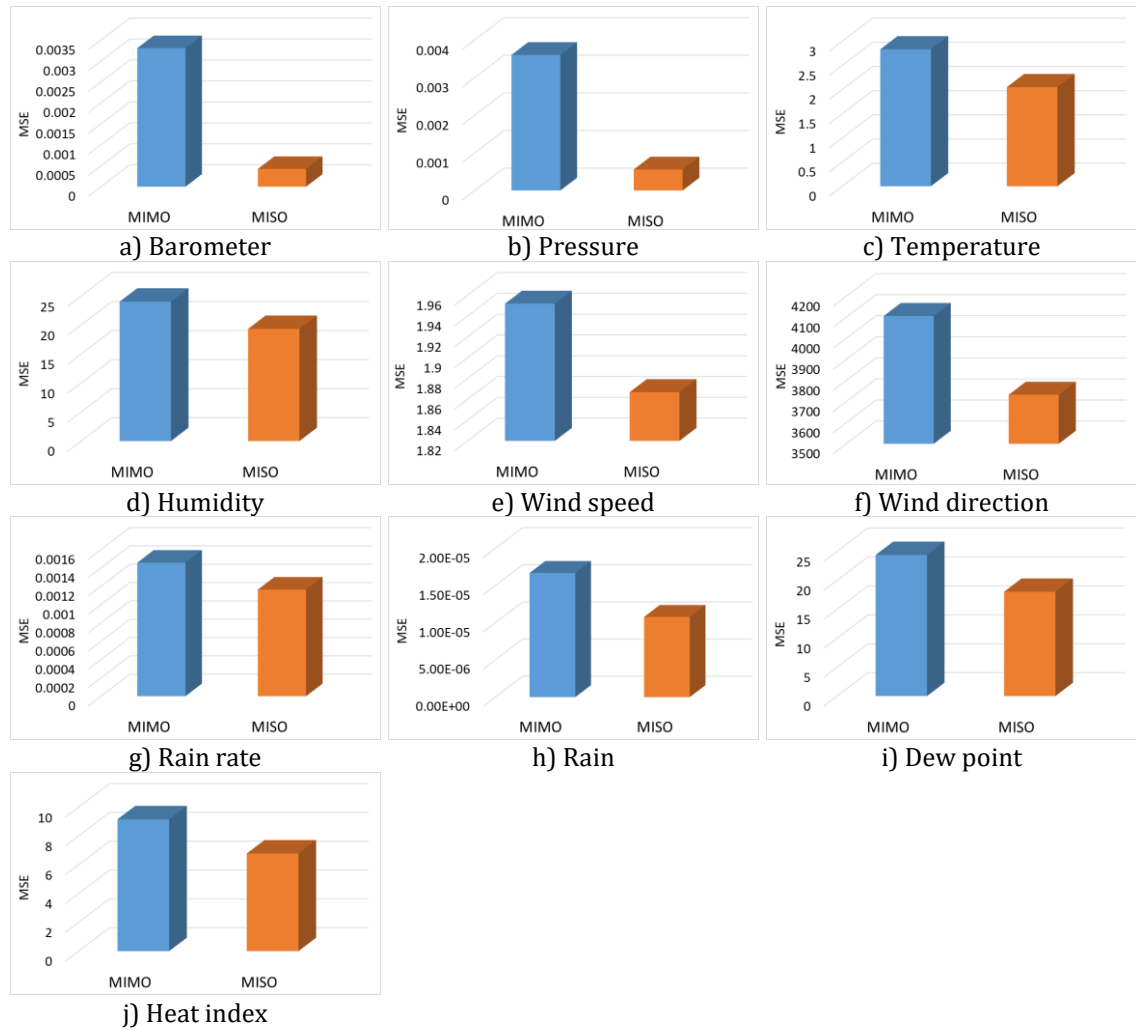 0.0035
0.003
0.0025
0.002
0.0015
0.001
0.0005
0
MSE
MIMO MISO
a) Barometer
0.004
0.003
0.002
0.001
0
MSE
MIMO MISO
b) Pressure
3
2.5
2
1.5
1
0.5
0
MSE
MIMO MISO
c) Temperature
25
20
15
10
5
0
MSE
MIMO MISO
d) Humidity
1.96
1.94
1.92
1.9
1.88
1.86
1.84
1.82
MSE
MIMO MISO
e) Wind speed
4200
4100
4000
3900
3800
3700
3600
3500
MSE
MIMO MISO
f) Wind direction
0.0016
0.0014
0.0012
0.001
0.0008
0.0006
0.0004
0.0002
0
MSE
MIMO MISO
g) Rain rate
2.00E-05
1.50E-05
1.00E-05
5.00E-06
0.00E+00
MSE
MIMO MISO
h) Rain
25
20
15
10
5
0
MSE
MIMO MISO
i) Dew point
10
8
6
4
2
0
MSE
MIMO MISO
j) Heat index